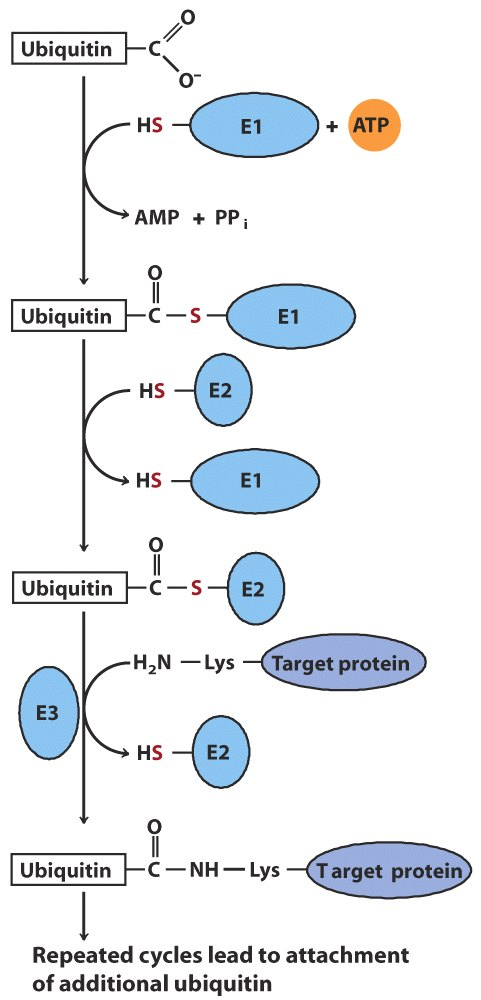 O
Ubiquitin C
O⁻
HS E1 + ATP
AMP + PPi
O
Ubiquitin C S E1
HS E2
HS E1
O
Ubiquitin C S E2
H₂N Lys Target protein
E3
HS E2
O
Ubiquitin C NH Lys Target protein
Repeated cycles lead to attachment
of additional ubiquitin